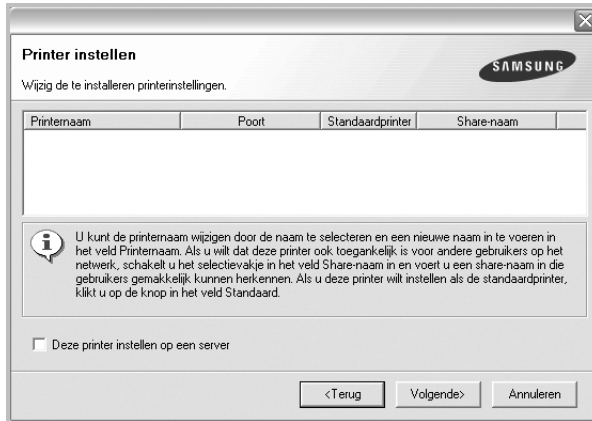 Printer instellen
Wijzig de te installeren printerinstellingen.
SAMSUNG
Printernaam Poort Standaardprinter Share-naam
U kunt de printernaam wijzigen door de naam te selecteren en een nieuwe naam in te voeren in
het veld Printernaam. Als u wilt dat deze printer ook toegankelijk is voor andere gebruikers op het
netwerk, schakelt u het selectievakje in het veld Share-naam in en voert u een share-naam in die
gebruikers gemakkelijk kunnen herkennen. Als u deze printer wilt instellen als de standaardprinter,
klikt u op de knop in het veld Standaard.
Deze printer instellen op een server
<Terug Volgende> Annuleren